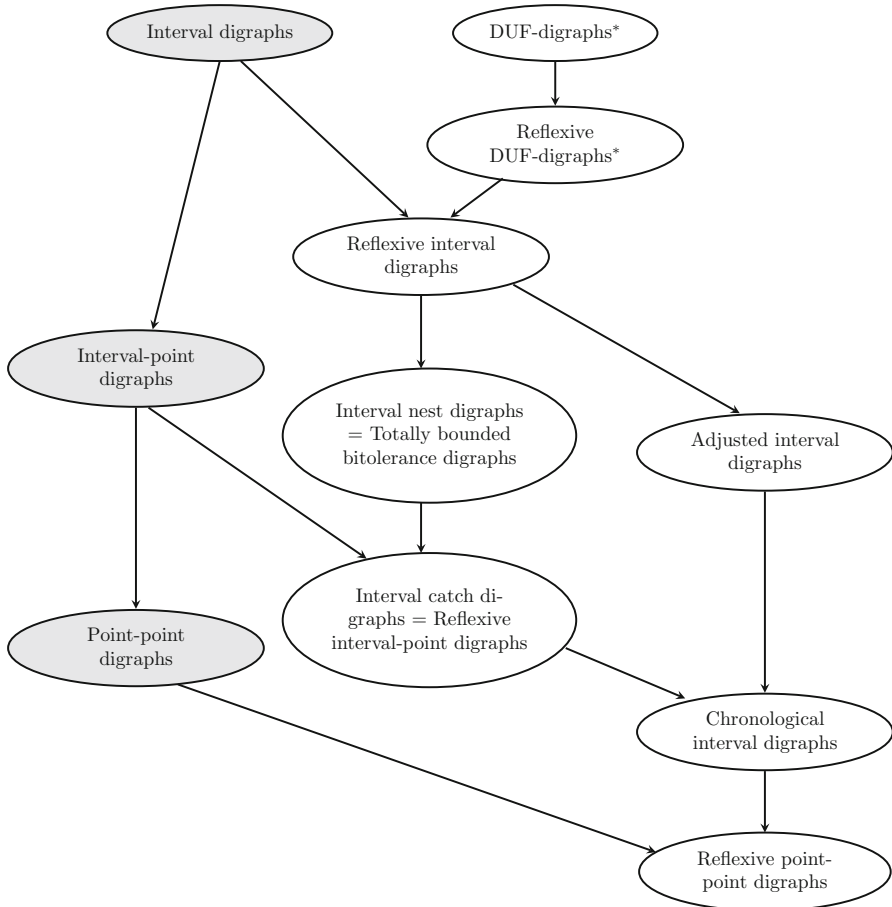 Interval digraphs
DUF-digraphs*
Reflexive
DUF-digraphs*
Reflexive interval
digraphs
Interval-point
digraphs
Interval nest digraphs
= Totally bounded
bitolerance digraphs
Adjusted interval
digraphs
Interval catch di-
graphs = Reflexive
interval-point digraphs
Point-point
digraphs
Chronological
interval digraphs
Reflexive point-
point digraphs